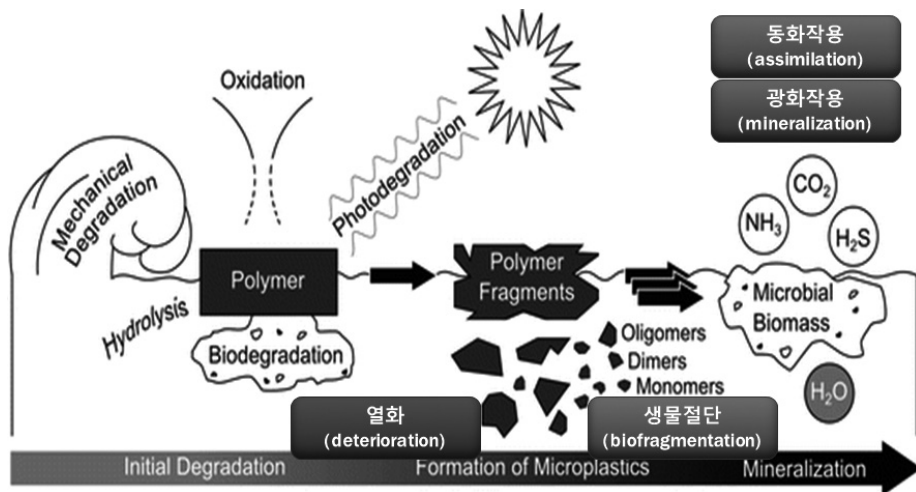 동화작용
(assimilation)
광화작용
(mineralization)
Oxidation
Photodegradation
Mechanical
Degradation
Hydrolysis
Polymer
Biodegradation
Polymer
Fragments
Oligomers
Dimers
Monomers
NH₃
CO₂
H₂S
Microbial
Biomass
H₂O
열화
(deterioration)
생물절단
(biofragmentation)
Initial Degradation
Formation of Microplastics
Mineralization